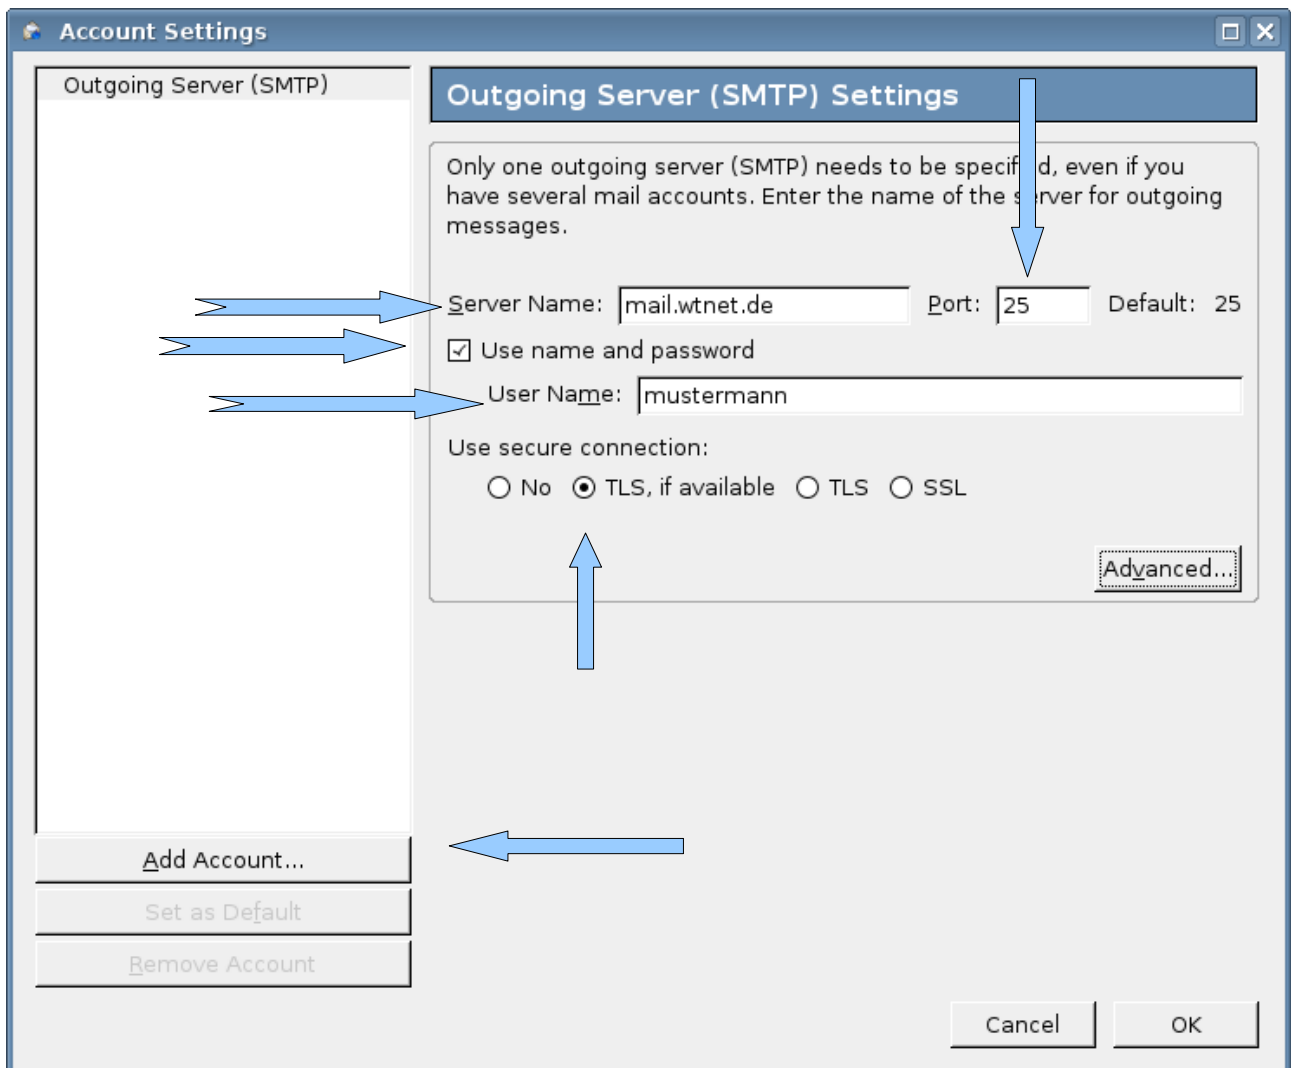 Account Settings
Outgoing Server (SMTP)
Outgoing Server (SMTP) Settings
Only one outgoing server (SMTP) needs to be specif d, even if you
have several mail accounts. Enter the name of the server for outgoing
messages.
Server Name: mail.wtnet.de Port: 25 Default: 25
Use name and password
User Name: mustermann
Use secure connection:
No TLS, if available TLS SSL
Advanced...
Add Account...
Set as Default
Remove Account
Cancel OK